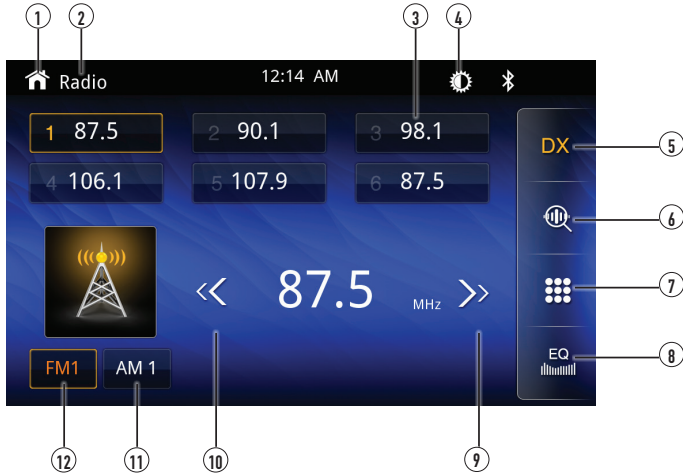 1 2 3 4
Radio 12:14 AM
1 87.5 2 90.1 3 98.1
DX 5
4 106.1 5 107.9 6 87.5
6
87.5 MHz 7
EQ 8
FM1 AM 1
12 11 10 9